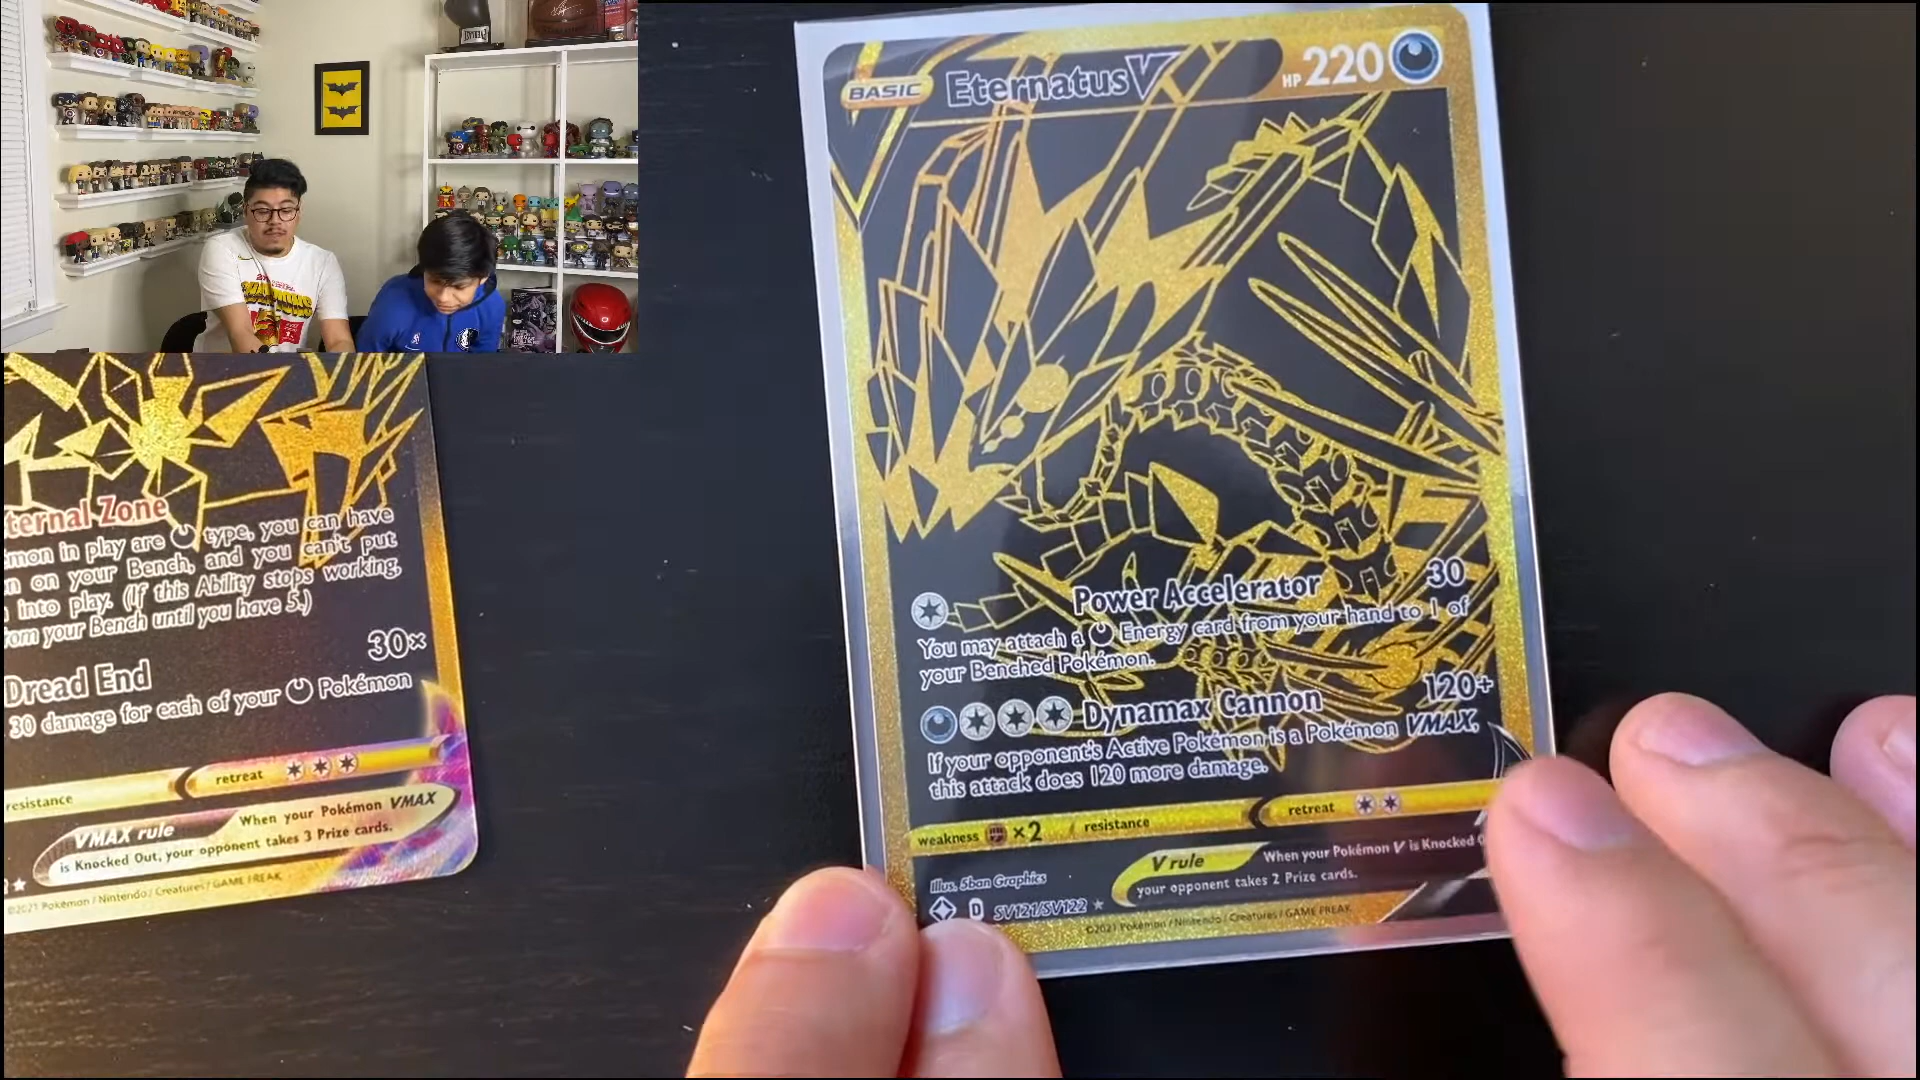 BASIC Eternatus V HP 220
Power Accelerator 30
You may attach a Energy card from your hand to 1 of
your Benched Pokémon.
Dynamax Cannon 120+
If your opponent's Active Pokémon is a Pokémon VMAX,
this attack does 120 more damage.
weakness ×2 resistance retreat
V rule When your Pokémon V is Knocked
your opponent takes 2 Prize cards.
Illus. 5ban Graphics
D SV121/SV122
©2021 Pokémon / Nintendo / Creatures / GAME FREAK
ternal Zone
mon in play are type, you can have
on your Bench, and you can't put
into play. (If this Ability stops working,
om your Bench until you have 5.)
Dread End 30×
30 damage for each of your Pokémon
resistance retreat
VMAX rule When your Pokémon VMAX
is Knocked Out, your opponent takes 3 Prize cards.
©2021 Pokémon / Nintendo / Creatures / GAME FREAK